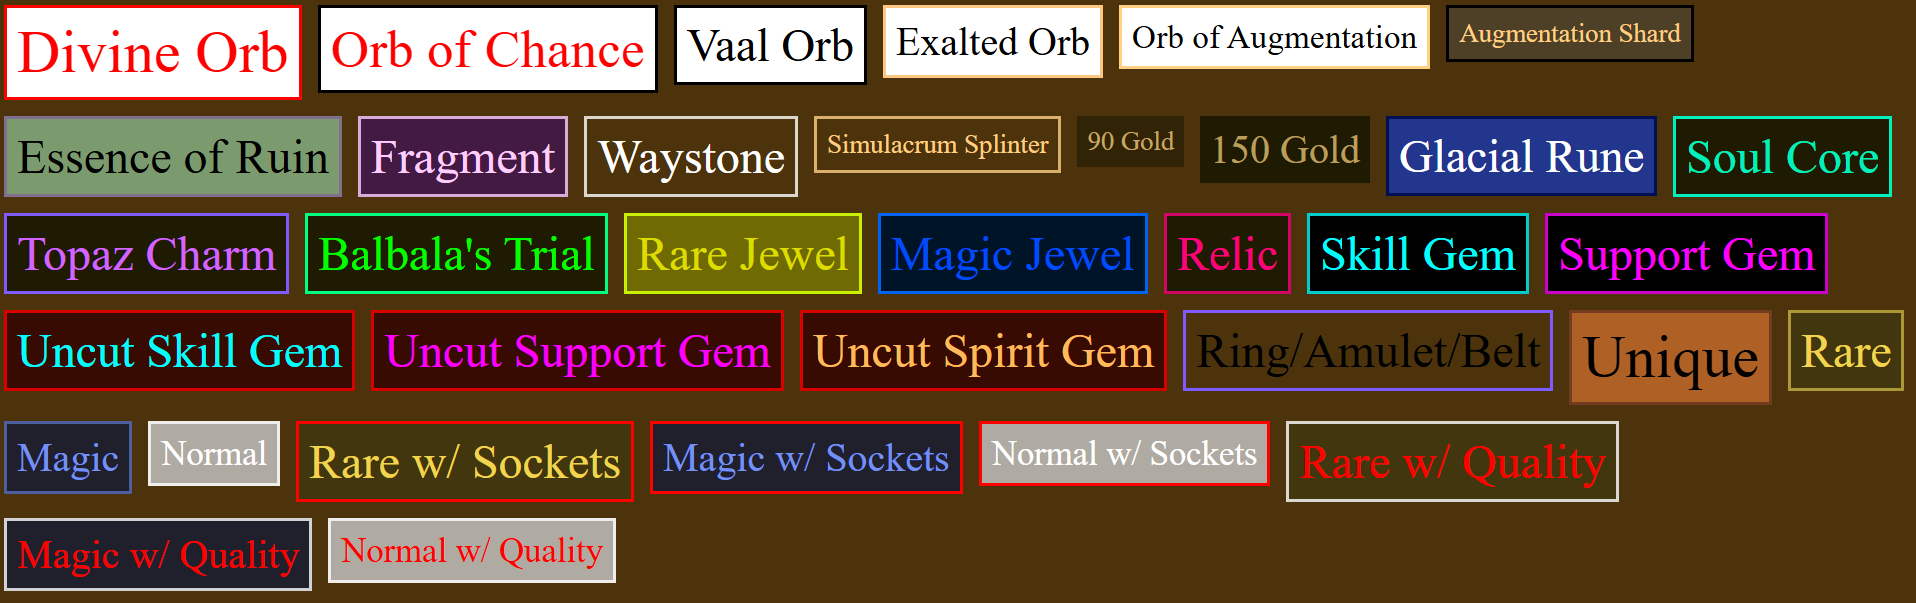 Divine Orb Orb of Chance Vaal Orb Exalted Orb Orb of Augmentation Augmentation Shard
Essence of Ruin Fragment Waystone Simulacrum Splinter 90 Gold 150 Gold Glacial Rune Soul Core
Topaz Charm Balbala's Trial Rare Jewel Magic Jewel Relic Skill Gem Support Gem
Uncut Skill Gem Uncut Support Gem Uncut Spirit Gem Ring/Amulet/Belt Unique Rare
Magic Normal Rare w/ Sockets Magic w/ Sockets Normal w/ Sockets Rare w/ Quality
Magic w/ Quality Normal w/ Quality